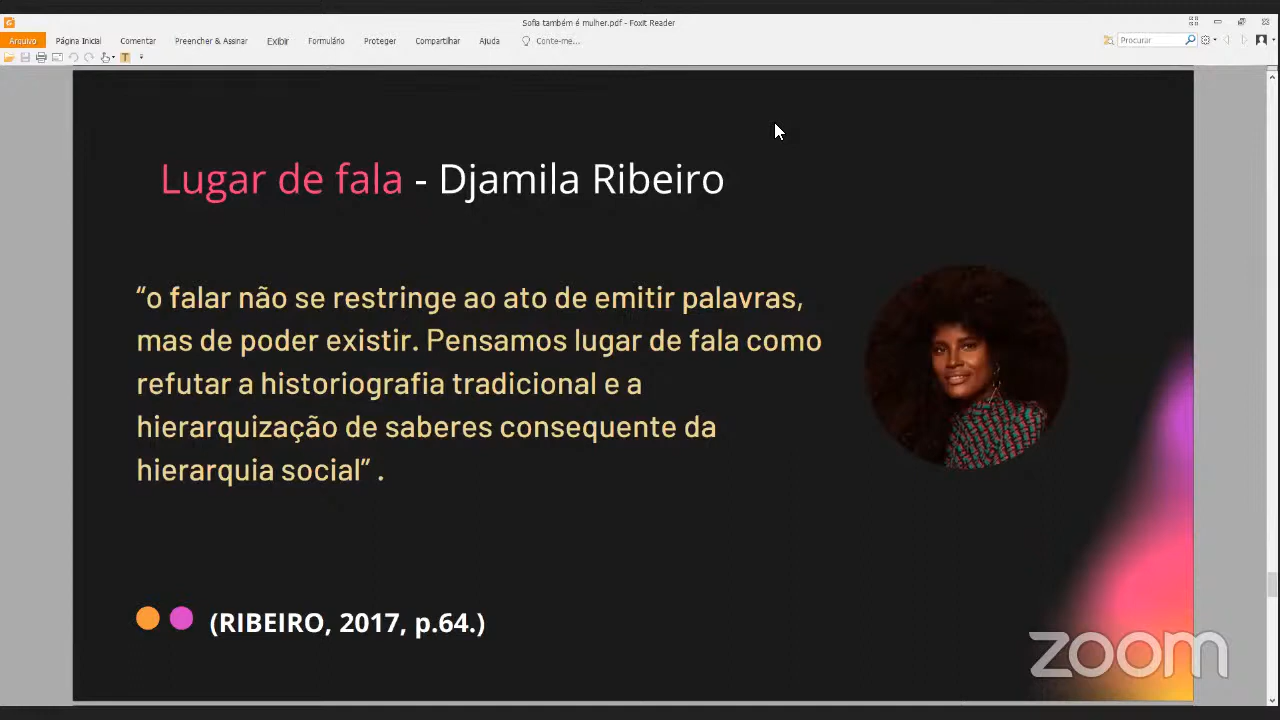 Sofia também é mulher.pdf - Foxit Reader
Arquivo Página Inicial Comentar Preencher & Assinar Exibir Formulário Proteger Compartilhar Ajuda Conte-me... Procurar
Lugar de fala - Djamila Ribeiro
“o falar não se restringe ao ato de emitir palavras,
mas de poder existir. Pensamos lugar de fala como
refutar a historiografia tradicional e a
hierarquização de saberes consequente da
hierarquia social” .
(RIBEIRO, 2017, p.64.)
zoom